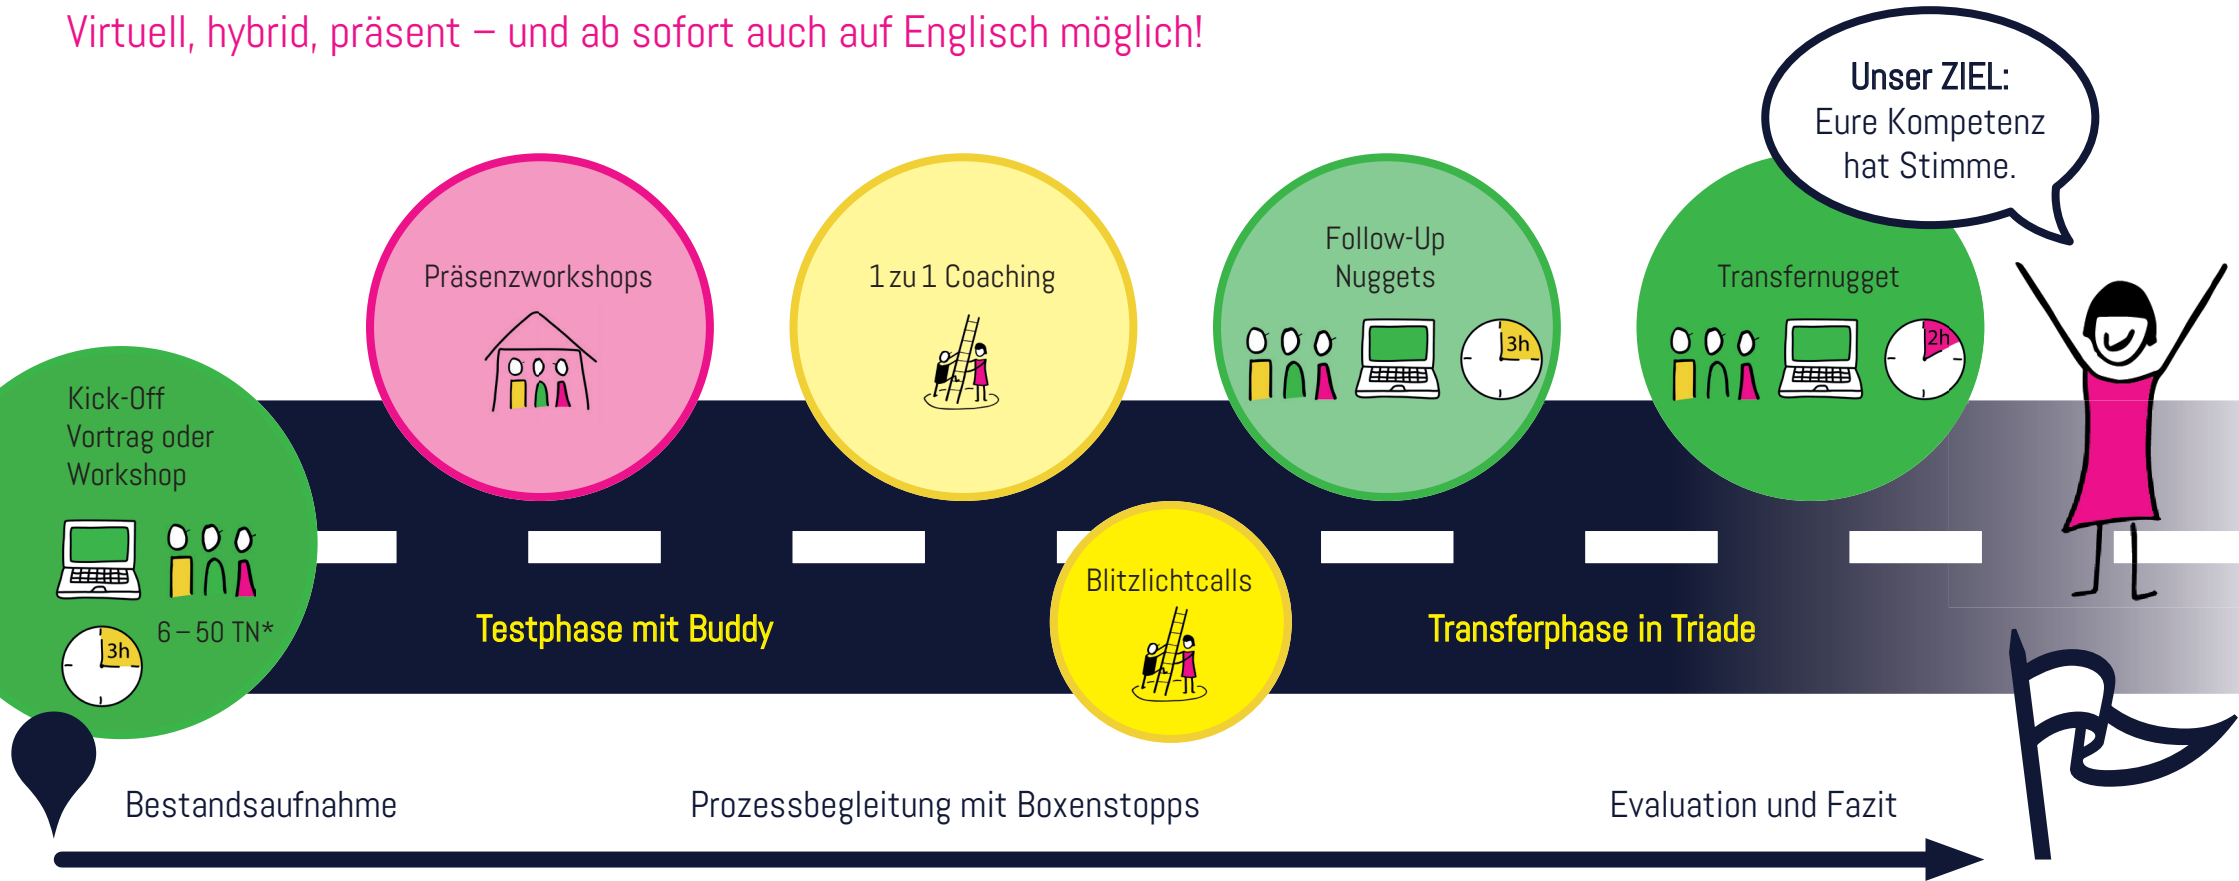 Virtuell, hybrid, präsent – und ab sofort auch auf Englisch möglich!
Unser ZIEL:
Eure Kompetenz
hat Stimme.
Kick-Off
Vortrag oder
Workshop
6 – 50 TN*
3h
Präsenzworkshops
1 zu 1 Coaching
Follow-Up
Nuggets
3h
Transfernugget
2h
Blitzlichtcalls
Testphase mit Buddy
Transferphase in Triade
Bestandsaufnahme
Prozessbegleitung mit Boxenstopps
Evaluation und Fazit